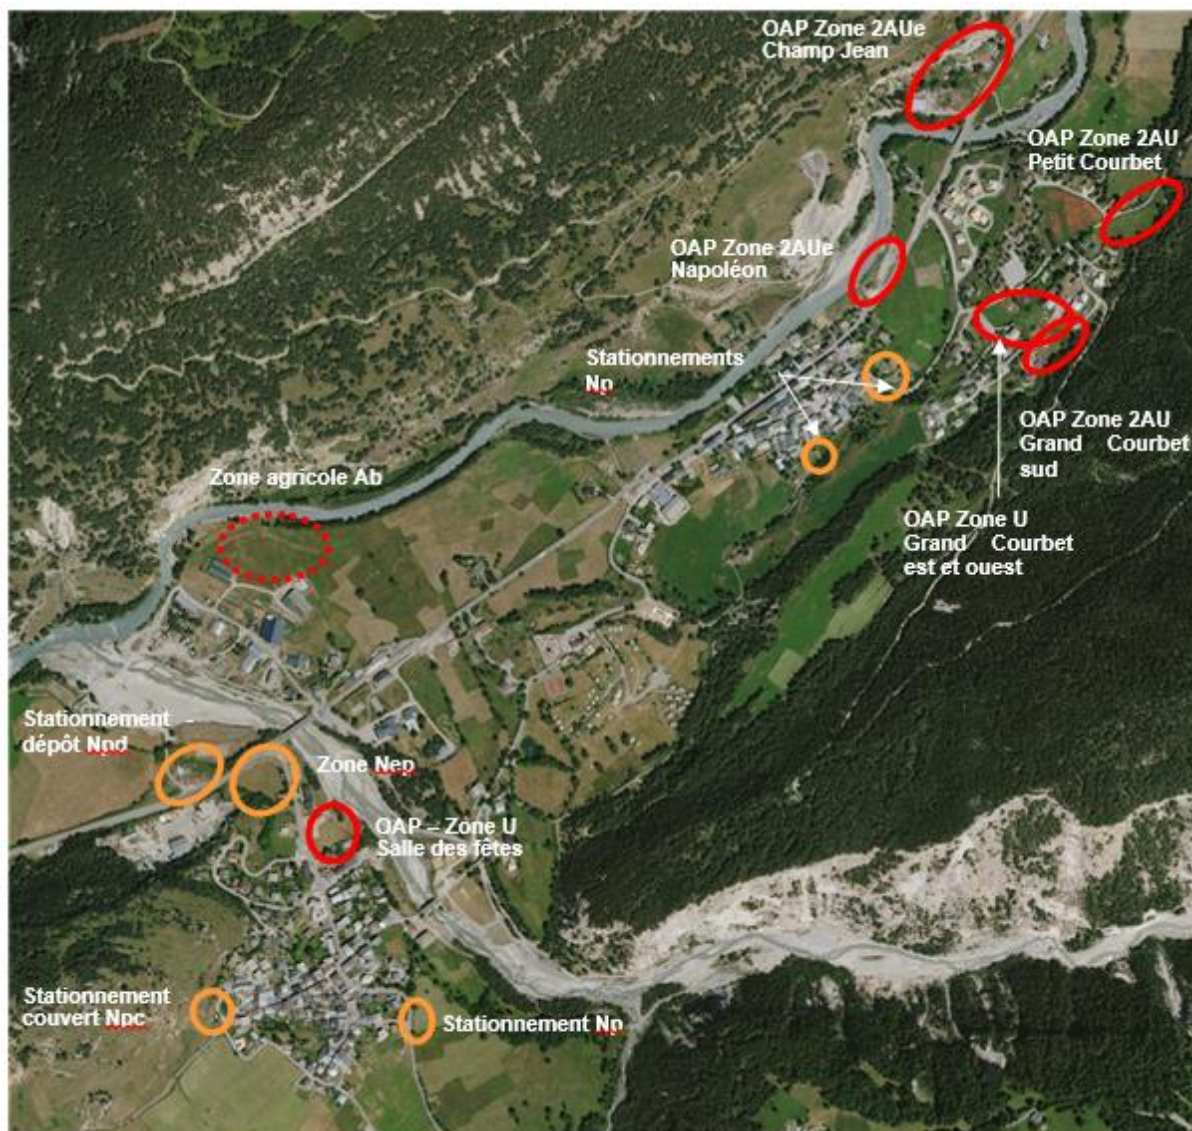 OAP Zone 2AUe
Champ Jean
OAP Zone 2AU
Petit Courbet
OAP Zone 2AUe
Napoléon
Stationnements
Np
OAP Zone 2AU
Grand Courbet
sud
Zone agricole Ab
OAP Zone U
Grand Courbet
est et ouest
Stationnement
dépôt Npd
Zone Nep
OAP – Zone U
Salle des fêtes
Stationnement
couvert Npc
Stationnement Np